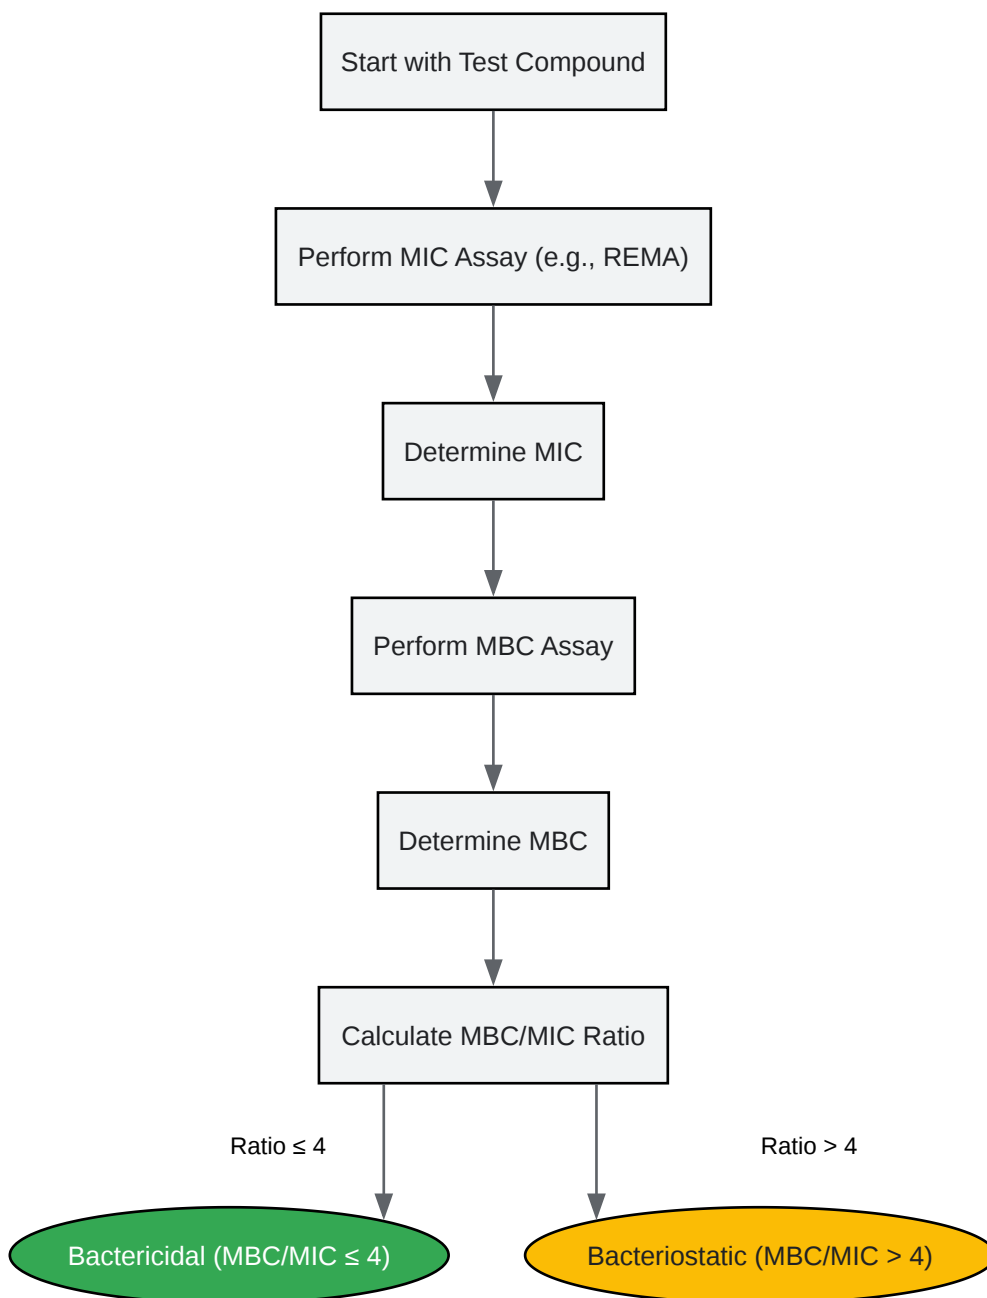 Start with Test Compound
Perform MIC Assay (e.g., REMA)
Determine MIC
Perform MBC Assay
Determine MBC
Calculate MBC/MIC Ratio
Ratio ≤ 4
Ratio > 4
Bactericidal (MBC/MIC ≤ 4)
Bacteriostatic (MBC/MIC > 4)